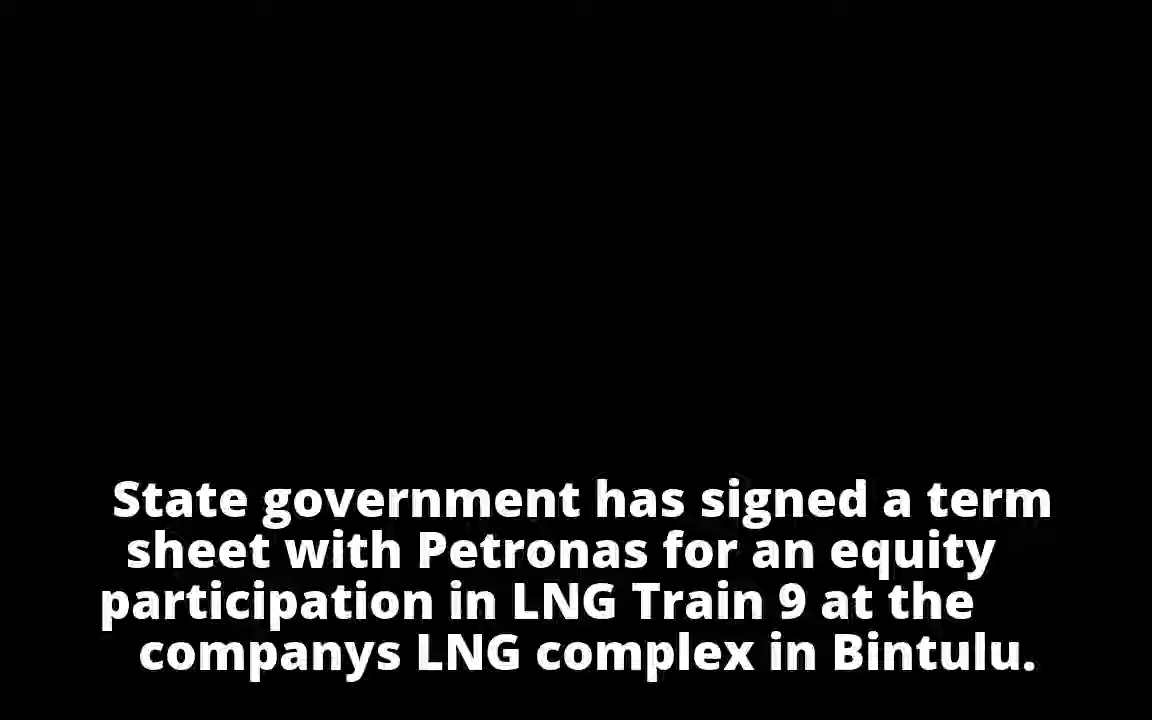 State government has signed a term
sheet with Petronas for an equity
participation in LNG Train 9 at the
companys LNG complex in Bintulu.